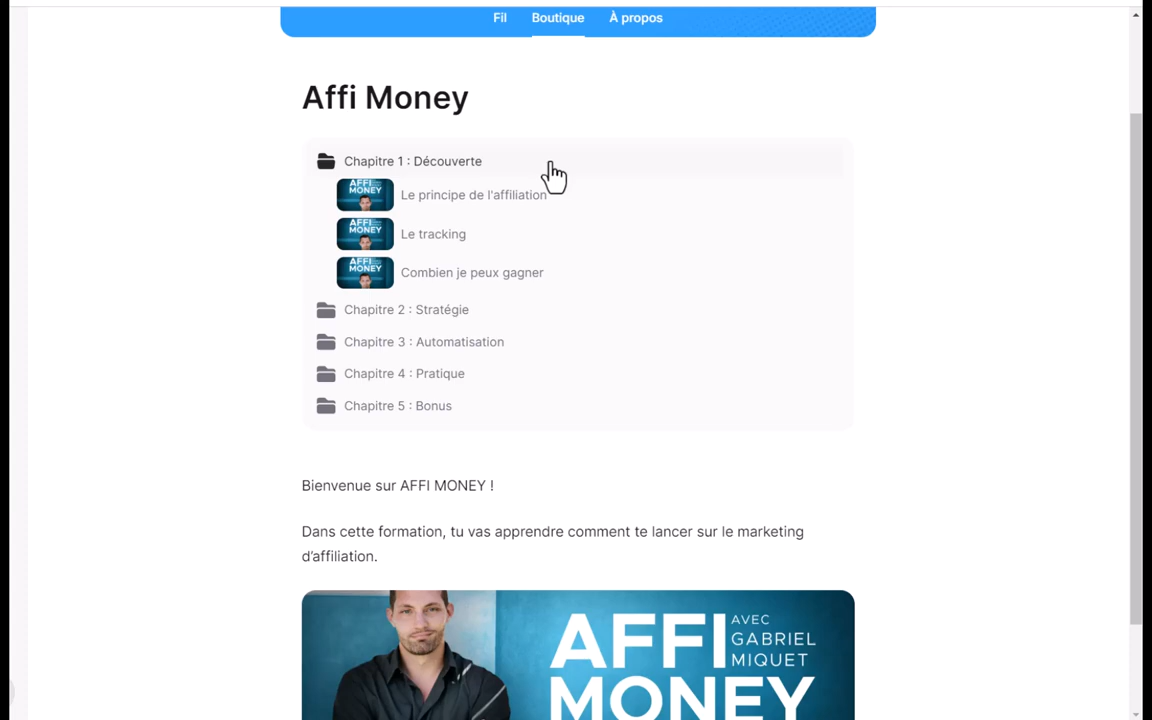 Fil Boutique À propos
Affi Money
Chapitre 1 : Découverte
AFFI
MONEY
Le principe de l'affiliation
AFFI
MONEY
Le tracking
AFFI
MONEY
Combien je peux gagner
Chapitre 2 : Stratégie
Chapitre 3 : Automatisation
Chapitre 4 : Pratique
Chapitre 5 : Bonus
Bienvenue sur AFFI MONEY !
Dans cette formation, tu vas apprendre comment te lancer sur le marketing
d'affiliation.
AFFI
AVEC
GABRIEL
MIQUET
MONEY